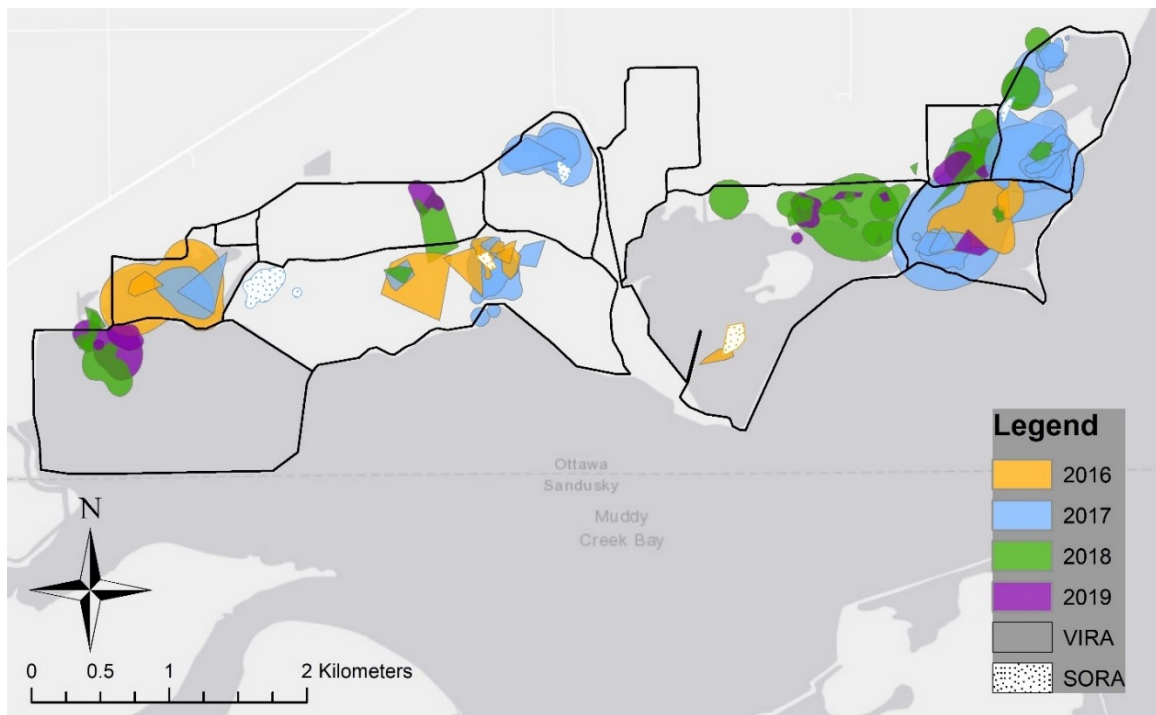 Ottawa
Sandusky
Muddy
Creek Bay
N
0 0.5 1 2 Kilometers
Legend
2016
2017
2018
2019
VIRA
SORA